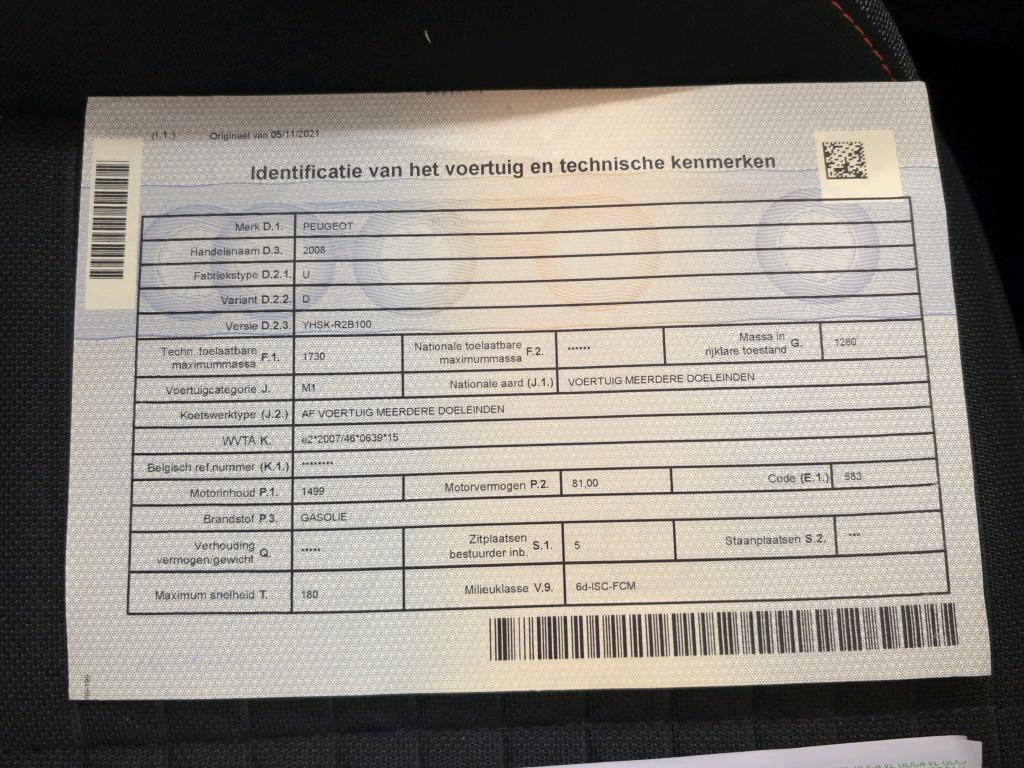 (I.1.) Origineel van 05/11/2021
Identificatie van het voertuig en technische kenmerken
Merk D.1. PEUGEOT
Handelsnaam D.3. 2008
Fabriekstype D.2.1. U
Variant D.2.2. D
Versie D.2.3. YHSK-R2B100
Techn. toelaatbare maximummassa F.1. 1730 Nationale toelaatbare maximummassa F.2. ****** Massa in rijklare toestand G. 1280
Voertuigcategorie J. M1 Nationale aard (J.1.) VOERTUIG MEERDERE DOELEINDEN
Koetswerktype (J.2.) AF VOERTUIG MEERDERE DOELEINDEN
WVTA K. e2*2007/46*0639*15
Belgisch ref.nummer (K.1.) ********
Motorinhoud P.1. 1499 Motorvermogen P.2. 81,00 Code (E.1.) 583
Brandstof P.3. GASOLIE
Verhouding vermogen/gewicht Q. ***** Zitplaatsen bestuurder inb. S.1. 5 Staanplaatsen S.2. ***
Maximum snelheid T. 180 Milieuklasse V.9. 6d-ISC-FCM